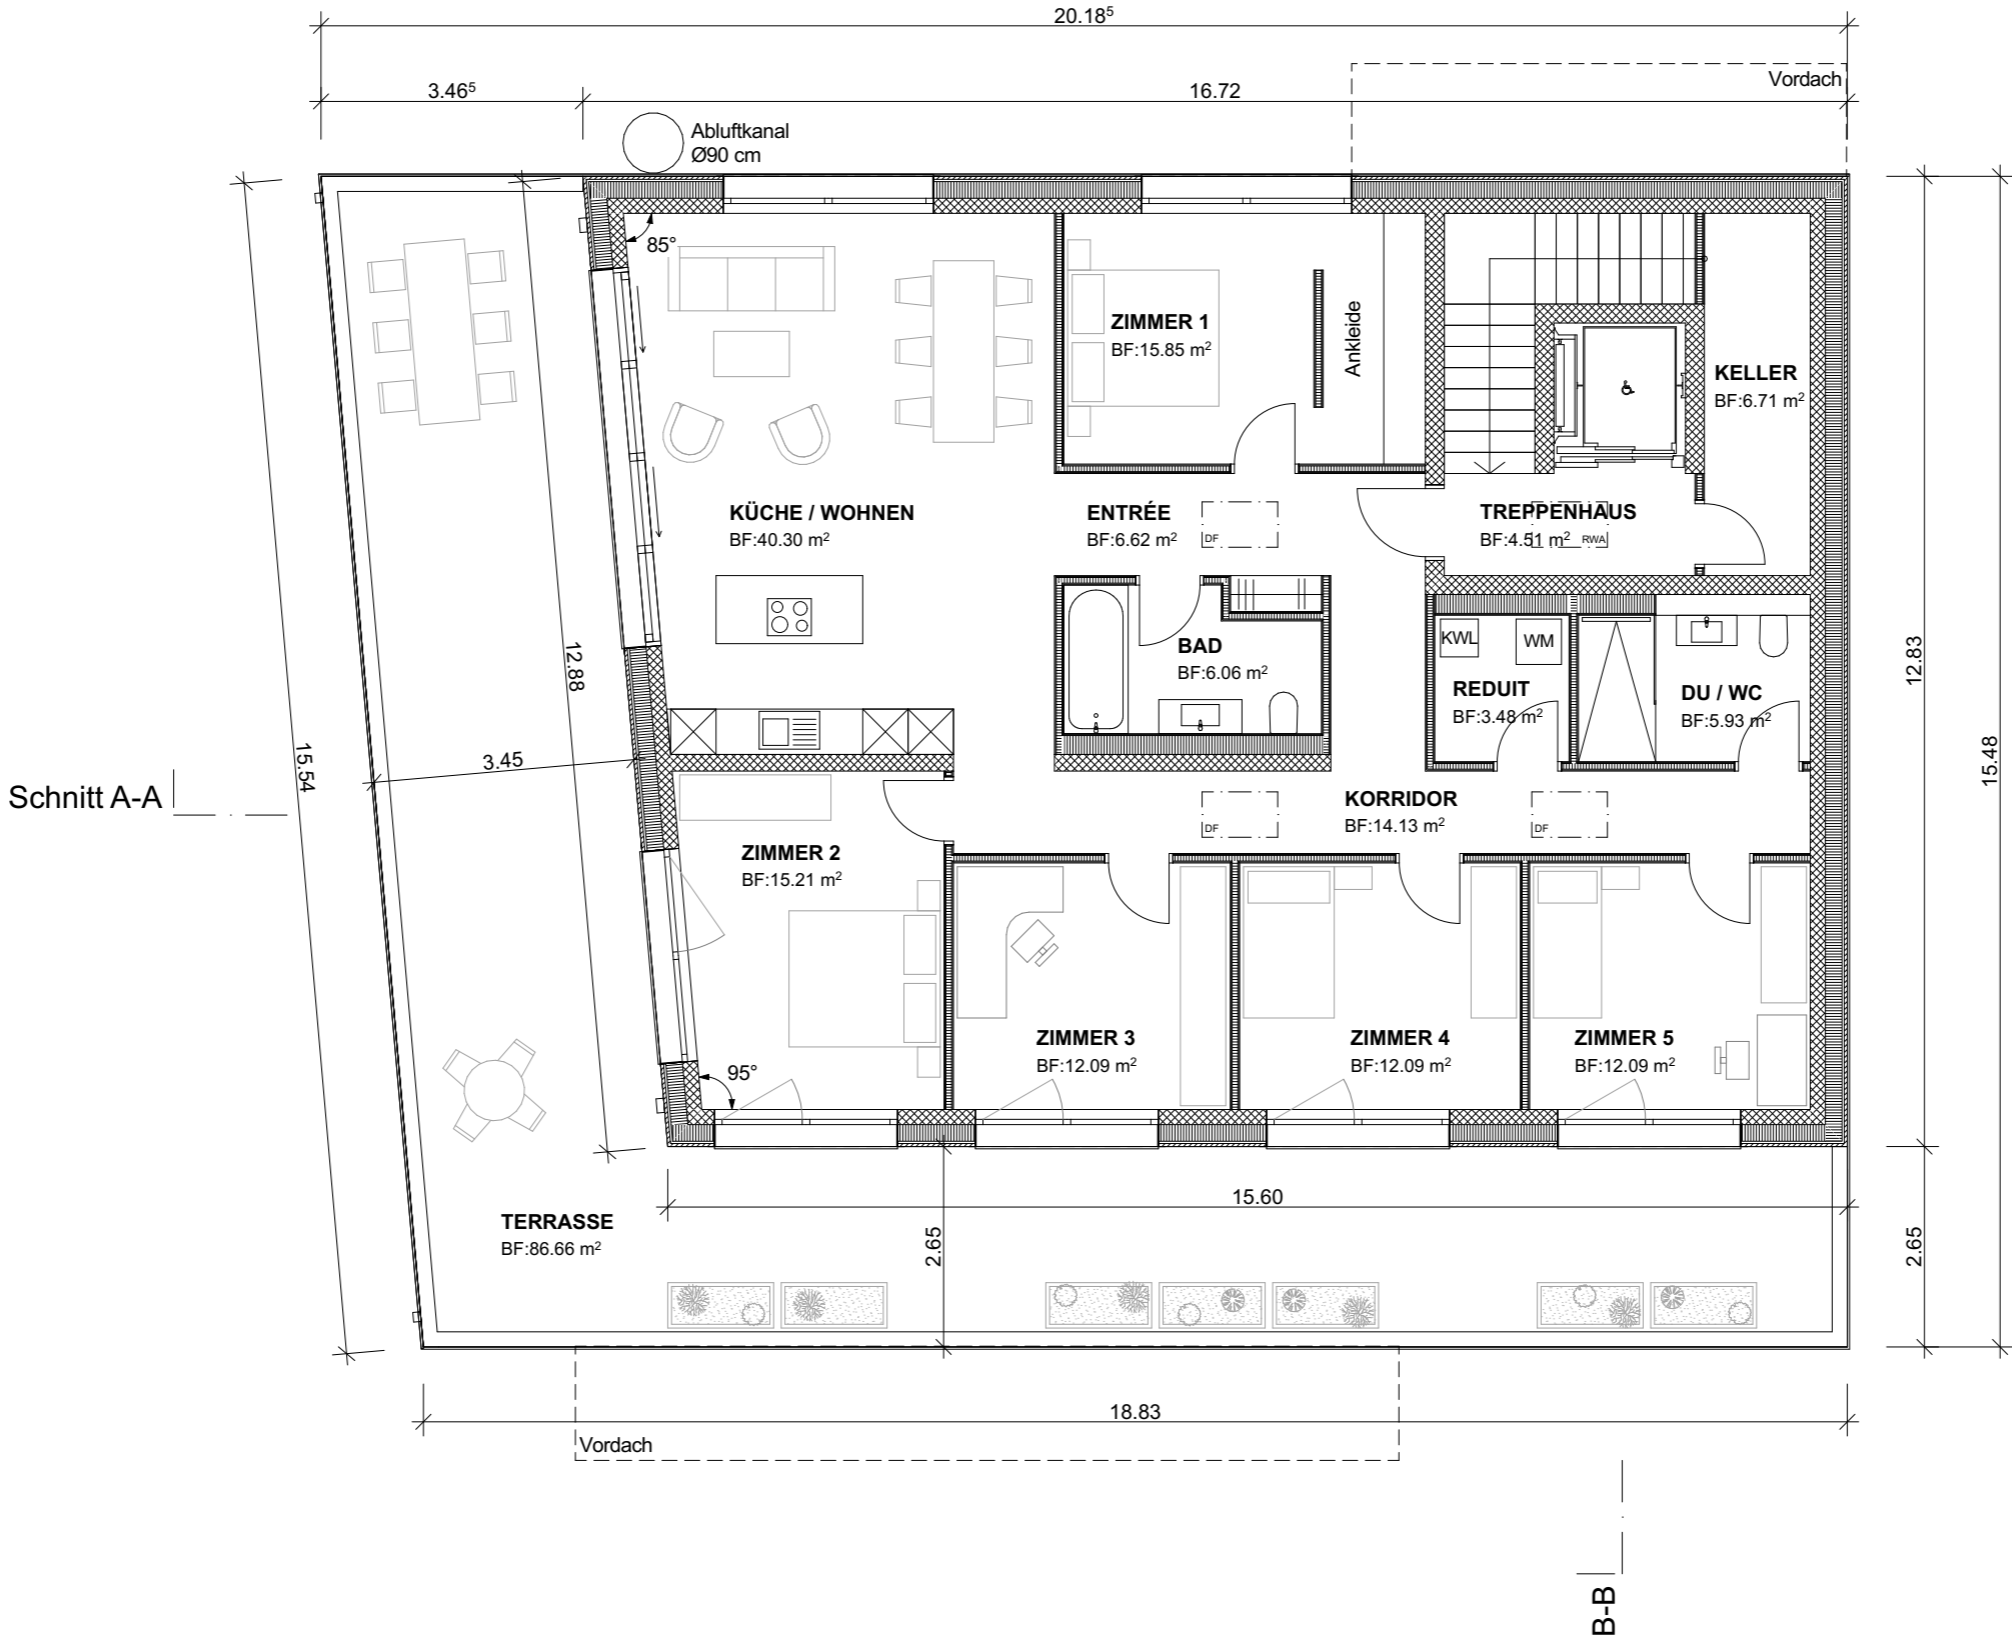 20.18⁵
3.46⁵
16.72
Vordach
Abluftkanal
Ø90 cm
85°
ZIMMER 1
BF:15.85 m²
Ankleide
KELLER
BF:6.71 m²
KÜCHE / WOHNEN
BF:40.30 m²
ENTRÉE
BF:6.62 m²
DF
TREPPENHAUS
BF:4.51 m²
RWA
12.88
BAD
BF:6.06 m²
KWL
WM
REDUIT
BF:3.48 m²
DU / WC
BF:5.93 m²
12.83
15.48
15.54
3.45
Schnitt A-A
KORRIDOR
BF:14.13 m²
DF
DF
ZIMMER 2
BF:15.21 m²
ZIMMER 3
BF:12.09 m²
ZIMMER 4
BF:12.09 m²
ZIMMER 5
BF:12.09 m²
95°
15.60
TERRASSE
BF:86.66 m²
2.65
2.65
18.83
Vordach
B-B